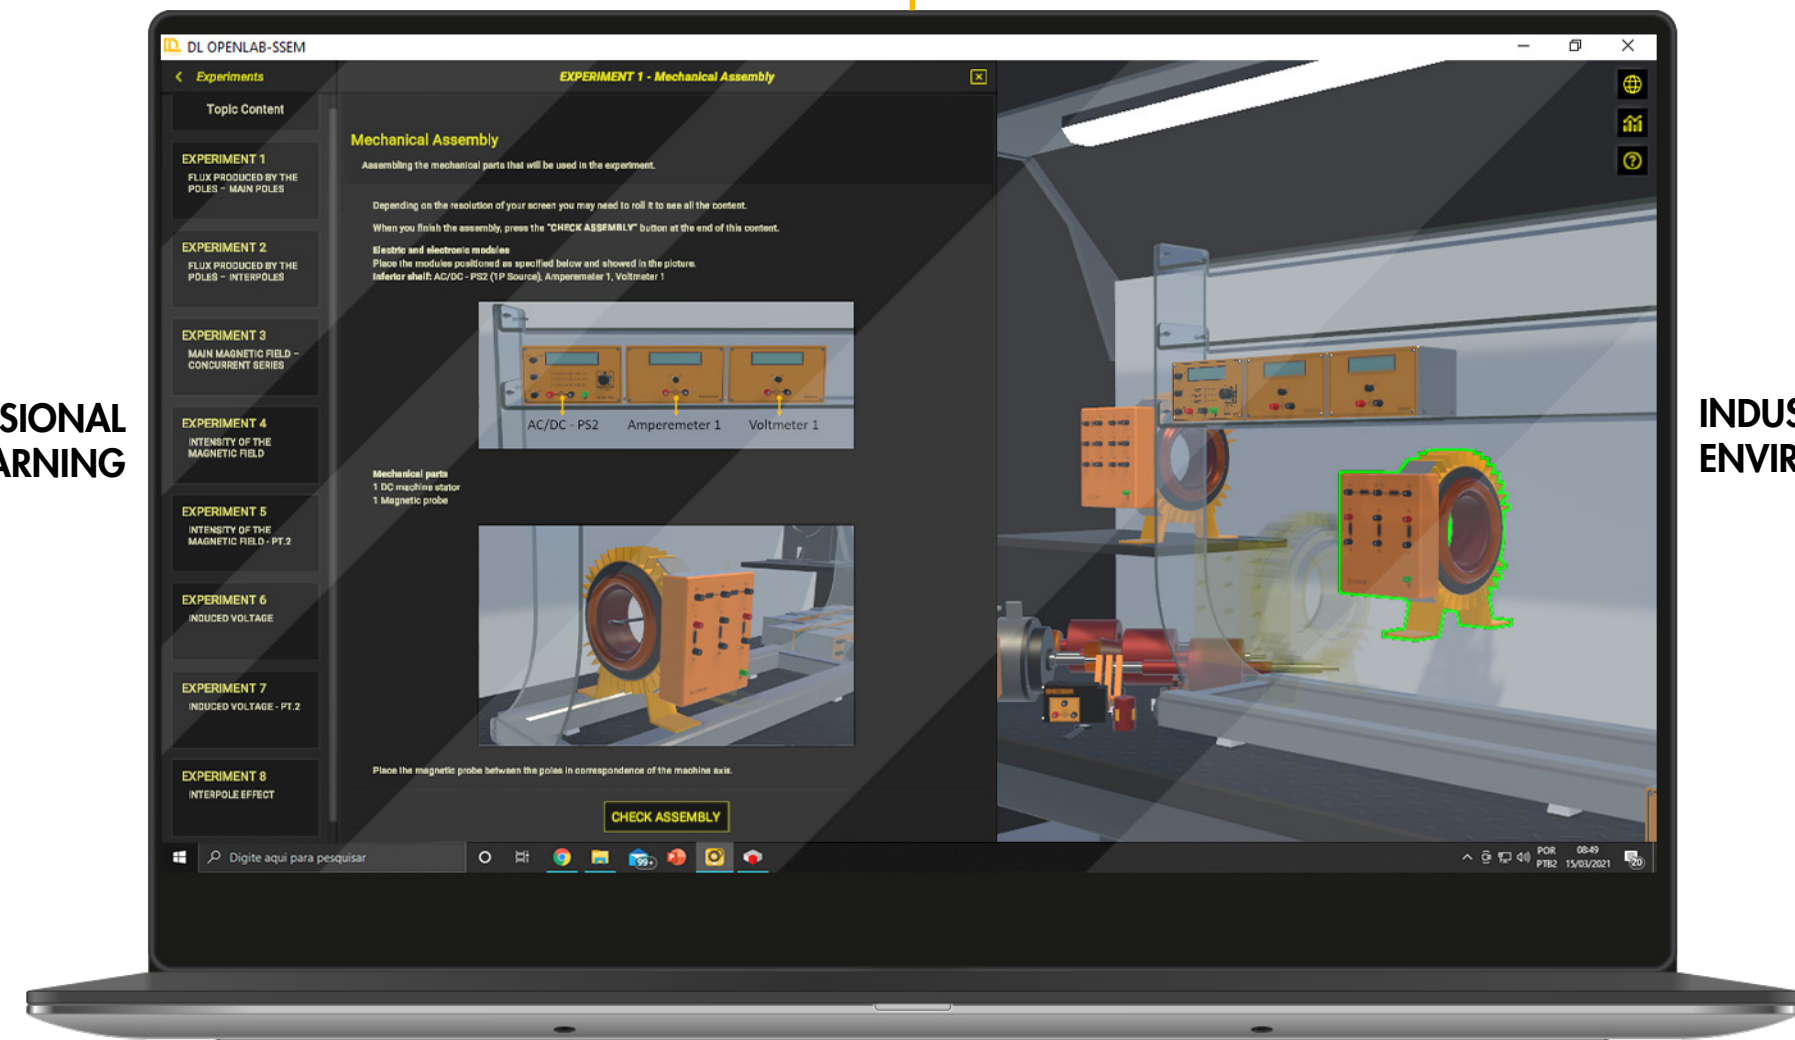 DL OPENLAB-SSEM
Experiments
EXPERIMENT 1 - Mechanical Assembly
Topic Content
EXPERIMENT 1
FLUX PRODUCED BY THE
POLES – MAIN POLES
EXPERIMENT 2
FLUX PRODUCED BY THE
POLES – INTERPOLES
EXPERIMENT 3
MAIN MAGNETIC FIELD –
CONCURRENT SERIES
EXPERIMENT 4
INTENSITY OF THE
MAGNETIC FIELD
EXPERIMENT 5
INTENSITY OF THE
MAGNETIC FIELD - PT.2
EXPERIMENT 6
INDUCED VOLTAGE
EXPERIMENT 7
INDUCED VOLTAGE - PT.2
EXPERIMENT 8
INTERPOLE EFFECT
Mechanical Assembly
Assembling the mechanical parts that will be used in the experiment.
Depending on the resolution of your screen you may need to roll it to see all the content.
When you finish the assembly, press the "CHECK ASSEMBLY" button at the end of this content.
Electric and electronic modules
Place the modules positioned as specified below and showed in the picture.
Inferior shelf: AC/DC - PS2 (1P Source), Amperemeter 1, Voltmeter 1
AC/DC - PS2 Amperemeter 1 Voltmeter 1
Mechanical parts
1 DC machine stator
1 Magnetic probe
Place the magnetic probe between the poles in correspondence of the machine axis.
CHECK ASSEMBLY
SIONAL
ARNING
INDUS
ENVIR
Digite aqui para pesquisar
99+
POR 08:49
PTB2 15/03/2021
20